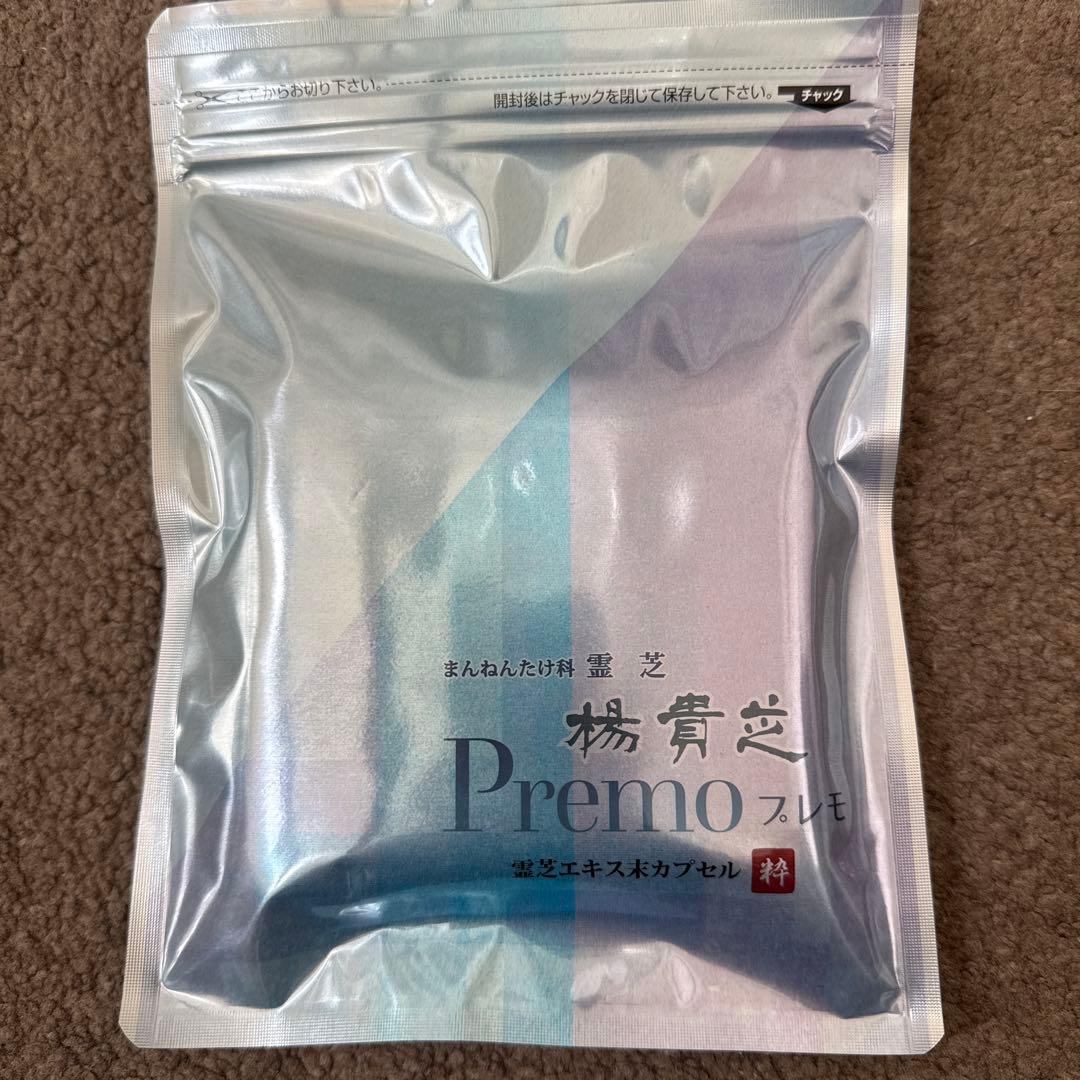 ここからお切り下さい。
開封後はチャックを閉じて保存して下さい。 チャック
まんねんたけ科 霊芝
楊貴芝
Premo プレモ
霊芝エキス末カプセル 粋